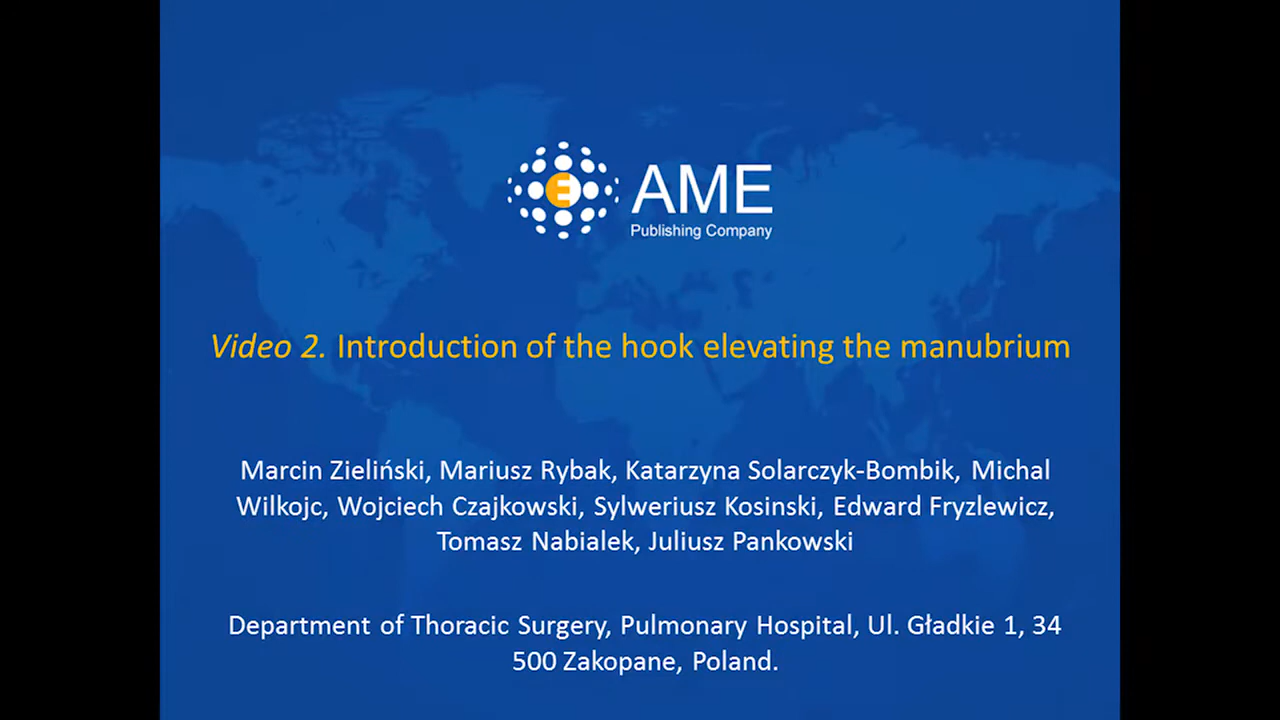 AME
Publishing Company
Video 2. Introduction of the hook elevating the manubrium
Marcin Zieliński, Mariusz Rybak, Katarzyna Solarczyk-Bombik, Michal
Wilkojc, Wojciech Czajkowski, Sylweriusz Kosinski, Edward Fryzlewicz,
Tomasz Nabialek, Juliusz Pankowski
Department of Thoracic Surgery, Pulmonary Hospital, Ul. Gładkie 1, 34
500 Zakopane, Poland.